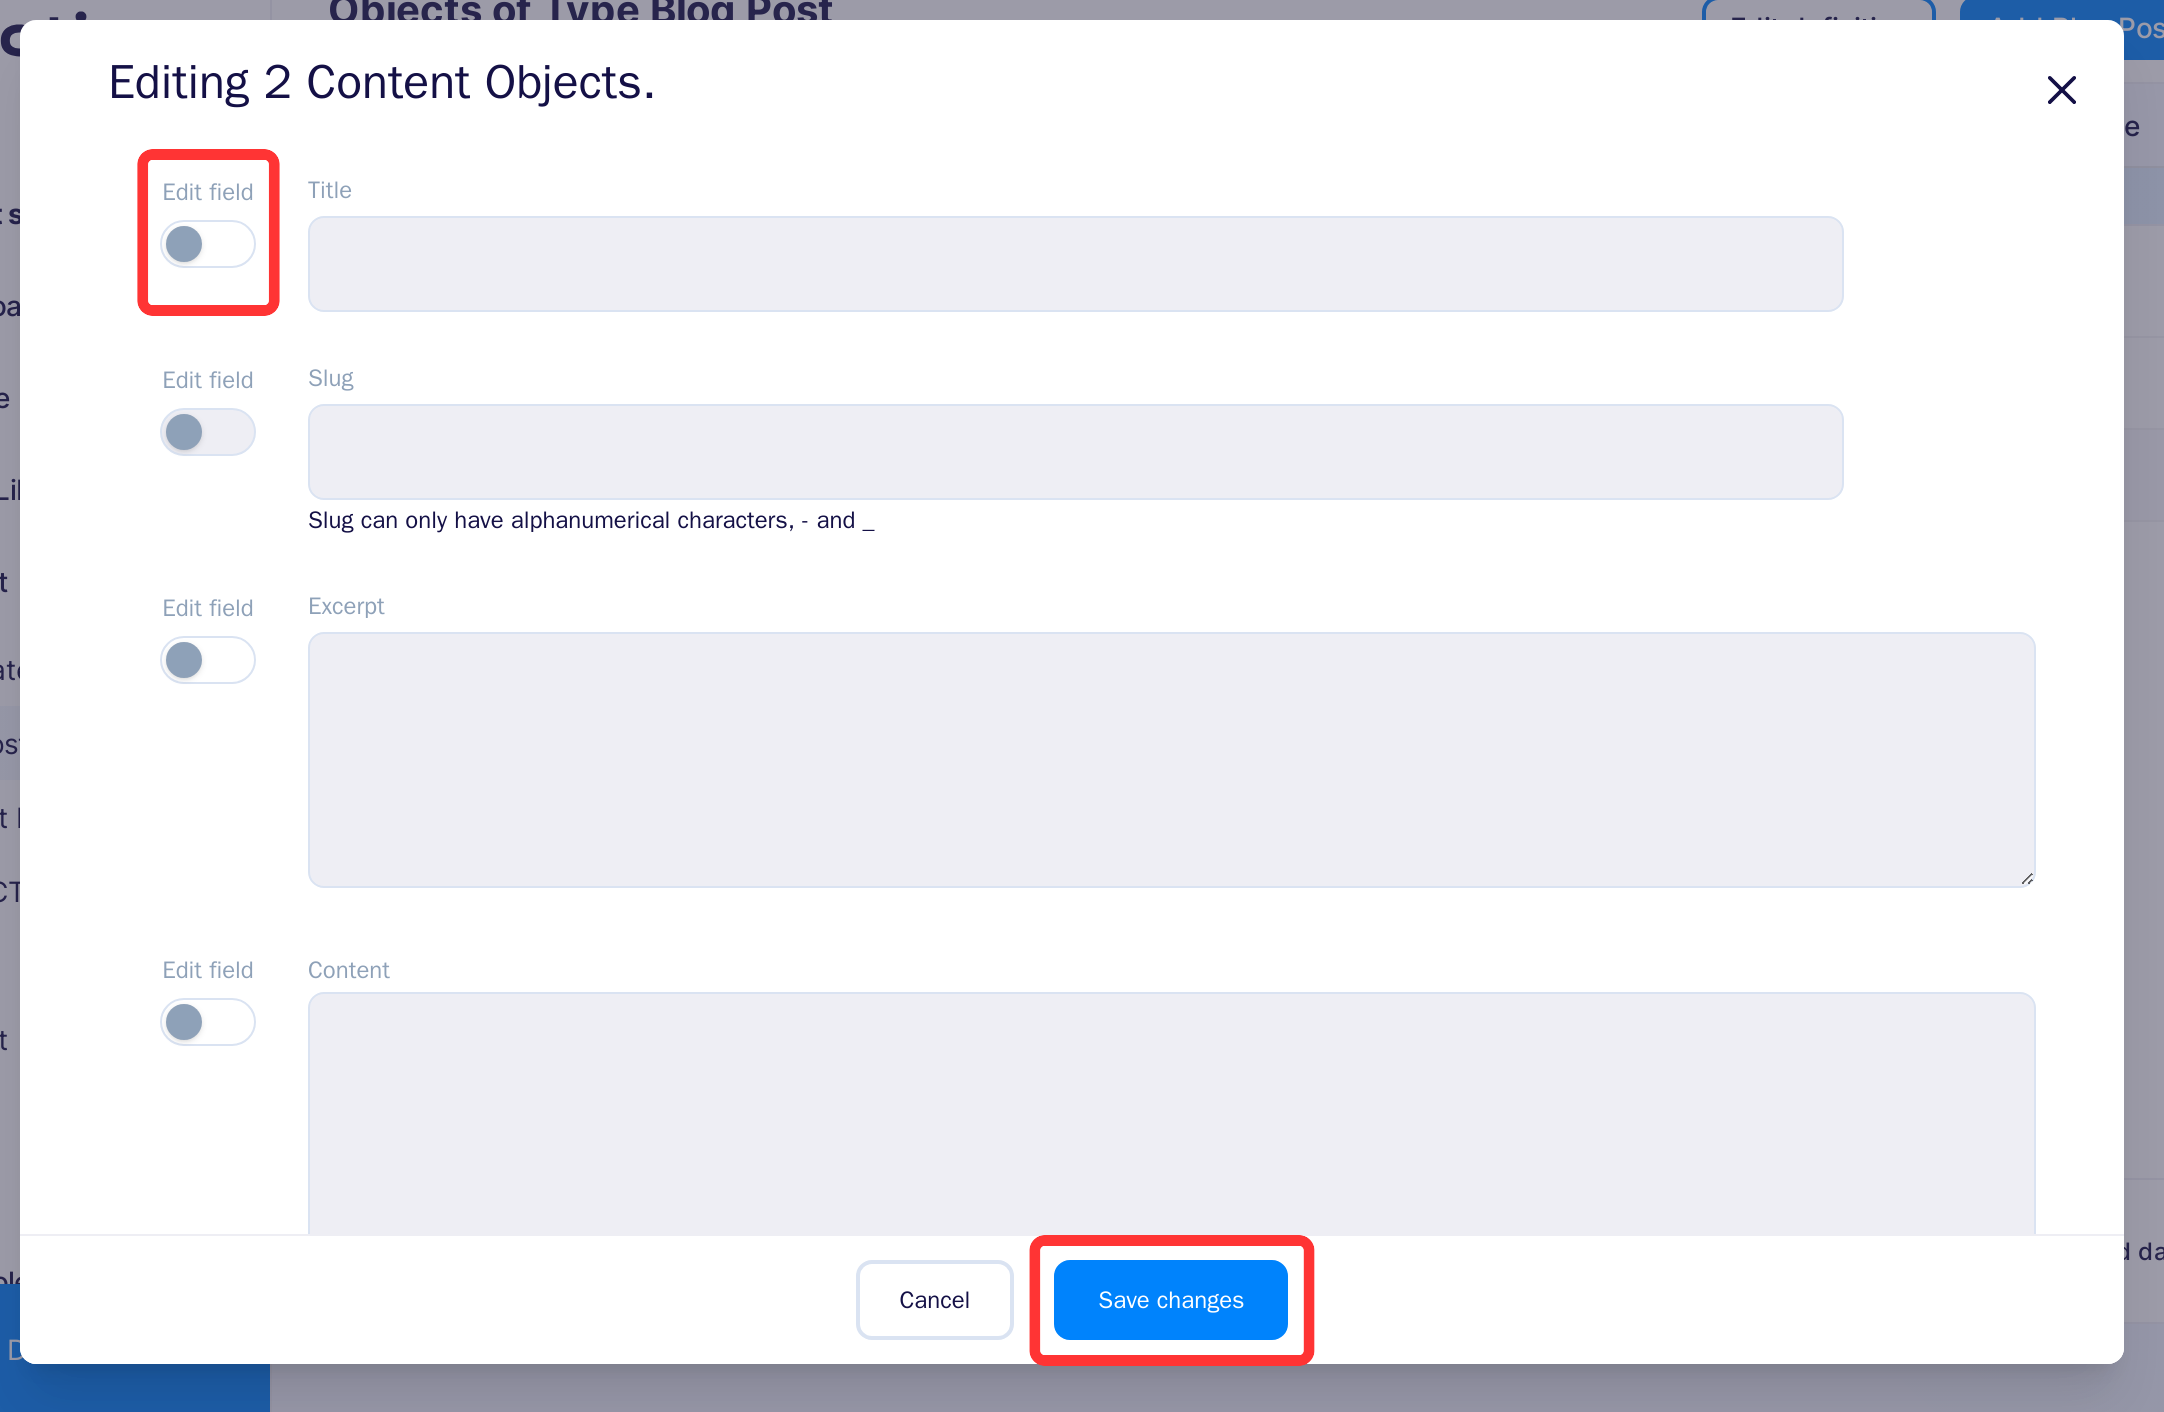 Objects of Type Blog Post
Editing 2 Content Objects.
Edit field
Title
Edit field
Slug
Slug can only have alphanumerical characters, - and _
Edit field
Excerpt
Edit field
Content
Cancel
Save changes